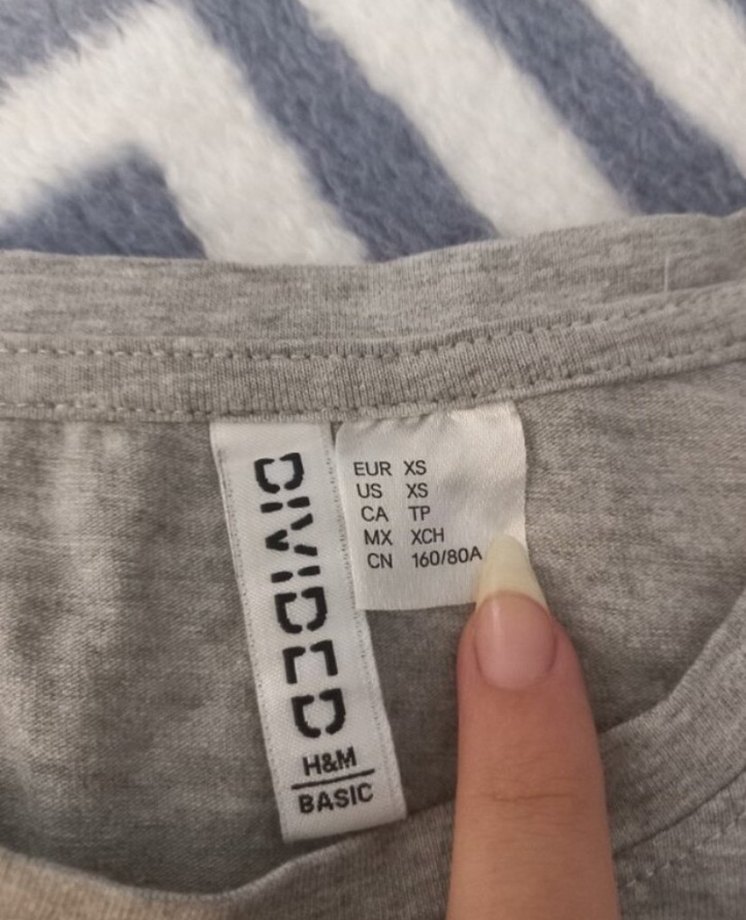 DIVIDED
H&M
BASIC
EUR XS
US XS
CA TP
MX XCH
CN 160/80A